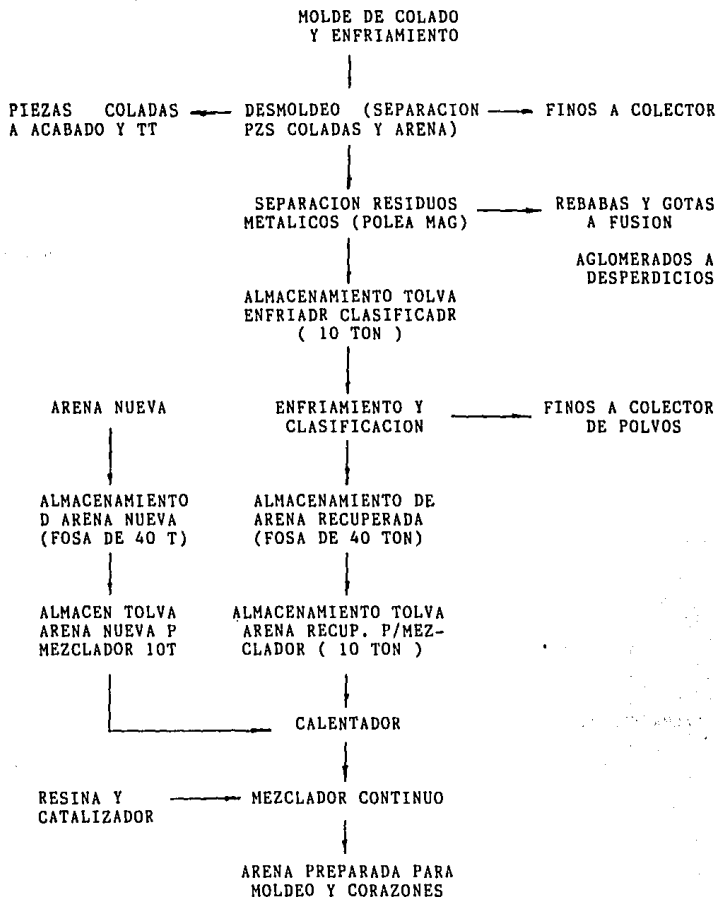 MOLDE DE COLADO
Y ENFRIAMIENTO
PIEZAS COLADAS
A ACABADO Y TT
DESMOLDEO (SEPARACION
PZS COLADAS Y ARENA)
FINOS A COLECTOR
SEPARACION RESIDUOS
METALICOS (POLEA MAG)
REBABAS Y GOTAS
A FUSION
AGLOMERADOS A
DESPERDICIOS
ALMACENAMIENTO TOLVA
ENFRIADR CLASIFICADR
( 10 TON )
ARENA NUEVA
ENFRIAMIENTO Y
CLASIFICACION
FINOS A COLECTOR
DE POLVOS
ALMACENAMIENTO
D ARENA NUEVA
(FOSA DE 40 T)
ALMACENAMIENTO DE
ARENA RECUPERADA
(FOSA DE 40 TON)
ALMACEN TOLVA
ARENA NUEVA P
MEZCLADOR 10T
ALMACENAMIENTO TOLVA
ARENA RECUP. P/MEZ-
CLADOR ( 10 TON )
CALENTADOR
RESINA Y
CATALIZADOR
MEZCLADOR CONTINUO
ARENA PREPARADA PARA
MOLDEO Y CORAZONES